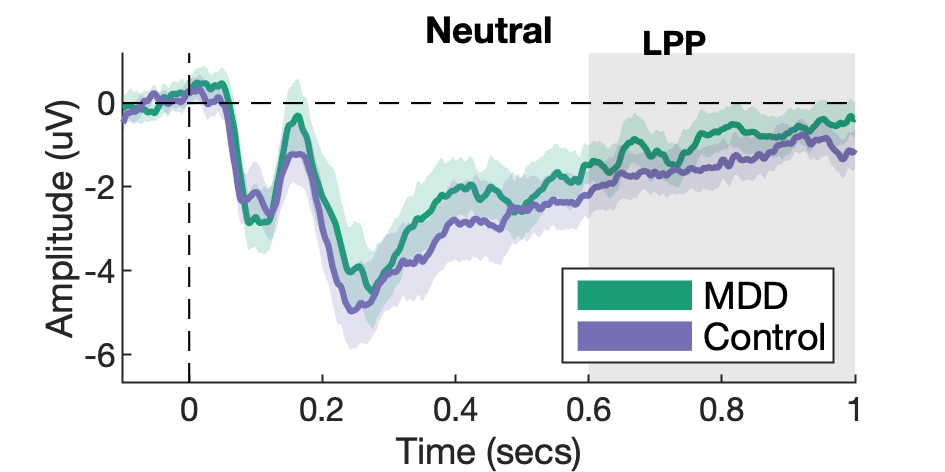 Neutral
LPP
Amplitude (uV)
0
-2
-4
-6
MDD
Control
0 0.2 0.4 0.6 0.8 1
Time (secs)